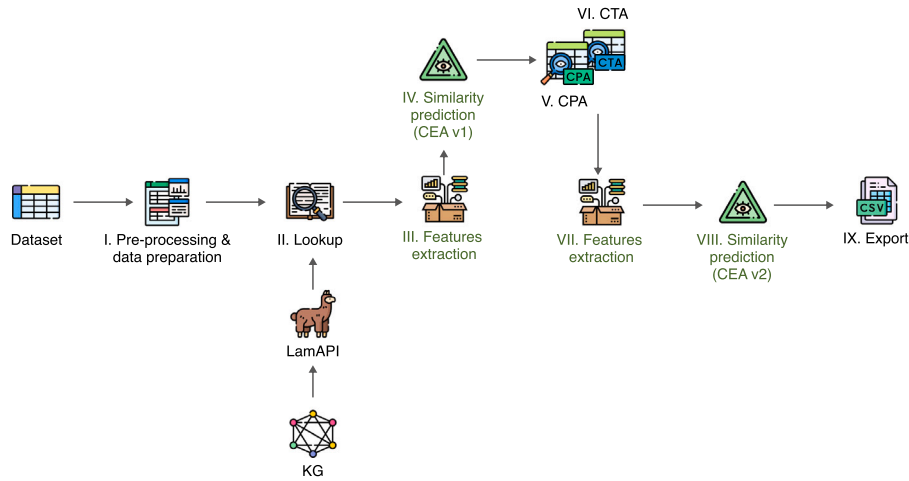 VI. CTA
CTA
CPA
V. CPA
IV. Similarity
prediction
(CEA v1)
Dataset
I. Pre-processing &
data preparation
II. Lookup
III. Features
extraction
VII. Features
extraction
VIII. Similarity
prediction
(CEA v2)
CSV
IX. Export
LamAPI
KG